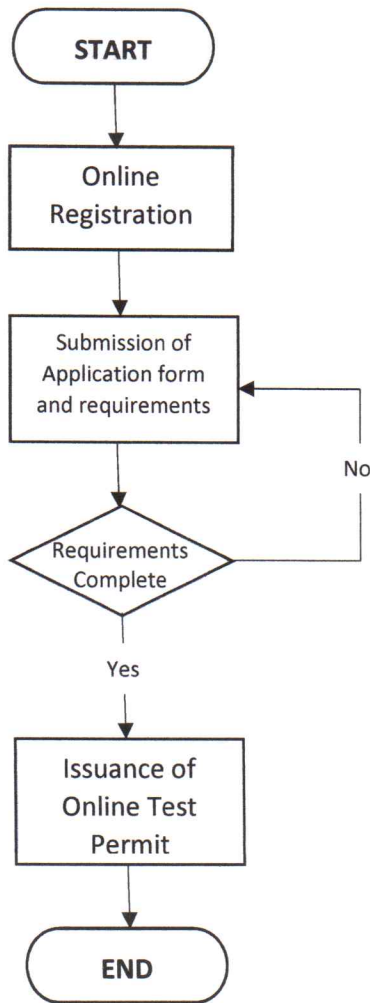 START
Online
Registration
Submission of
Application form
and requirements
No
Requirements
Complete
Yes
Issuance of
Online Test
Permit
END